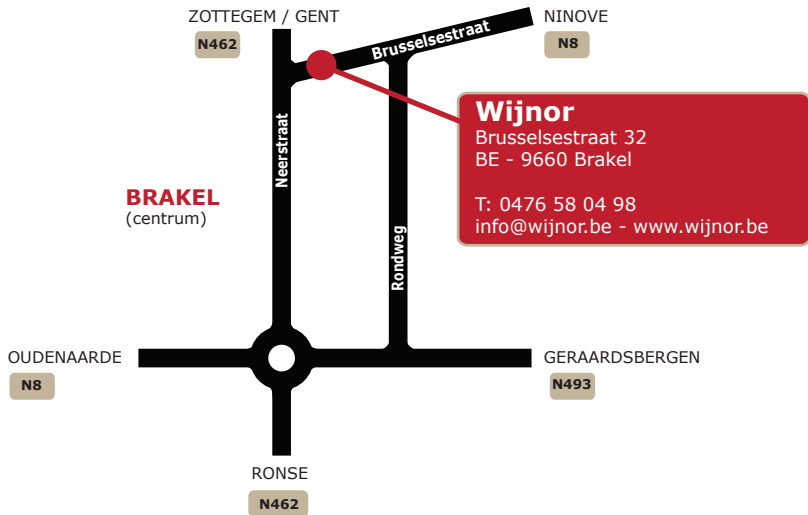 ZOTTEGEM / GENT
N462
NINOVE
N8
Brusselsestraat
Wijnor
Brusselsestraat 32
BE - 9660 Brakel
T: 0476 58 04 98
info@wijnor.be - www.wijnor.be
Neerstraat
BRAKEL
(centrum)
Rondweg
OUDENAARDE
N8
GERAARDSBERGEN
N493
RONSE
N462